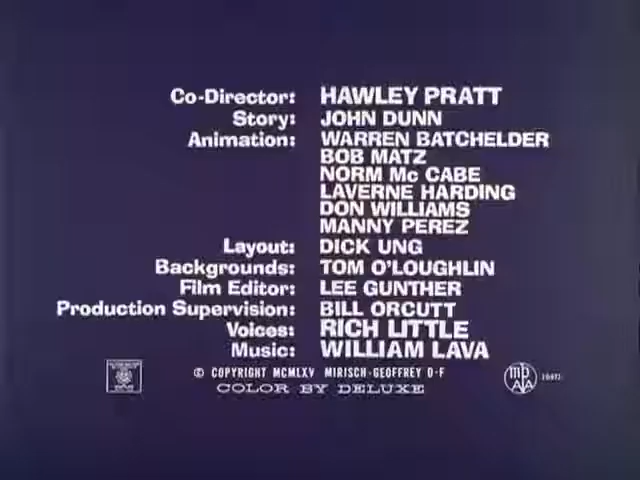 Co-Director: HAWLEY PRATT
Story: JOHN DUNN
Animation: WARREN BATCHELDER
BOB MATZ
NORM Mc CABE
LAVERNE HARDING
DON WILLIAMS
MANNY PEREZ
Layout: DICK UNG
Backgrounds: TOM O'LOUGHLIN
Film Editor: LEE GUNTHER
Production Supervision: BILL ORCUTT
Voices: RICH LITTLE
Music: WILLIAM LAVA
© COPYRIGHT MCMLXV MIRISCH-GEOFFREY D-F
COLOR BY DELUXE
MPAA